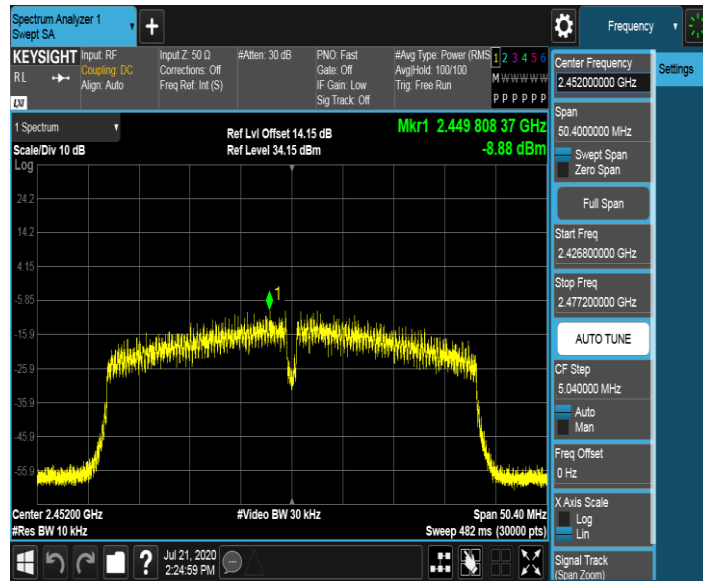 Spectrum Analyzer 1
Swept SA
Frequency
KEYSIGHT
RL
LXI
Input: RF
Coupling: DC
Align: Auto
Input Z: 50 Ω
Corrections: Off
Freq Ref: Int (S)
#Atten: 30 dB
PNO: Fast
Gate: Off
IF Gain: Low
Sig Track: Off
#Avg Type: Power (RMS
Avg|Hold: 100/100
Trig: Free Run
1 2 3 4 5 6
M W W W W W
P P P P P P
Center Frequency
2.452000000 GHz
Settings
1 Spectrum
Scale/Div 10 dB
Log
Ref Lvl Offset 14.15 dB
Ref Level 34.15 dBm
Mkr1 2.449 808 37 GHz
-8.88 dBm
Span
50.4000000 MHz
Swept Span
Zero Span
Full Span
Start Freq
2.426800000 GHz
Stop Freq
2.477200000 GHz
AUTO TUNE
CF Step
5.040000 MHz
Auto
Man
Freq Offset
0 Hz
X Axis Scale
Log
Lin
Signal Track
(Span Zoom)
24.2
14.2
4.15
-5.85
-15.9
-25.9
-35.9
-45.9
-55.9
1
Center 2.45200 GHz
#Res BW 10 kHz
#Video BW 30 kHz
Span 50.40 MHz
Sweep 482 ms (30000 pts)
?
Jul 21, 2020
2:24:59 PM